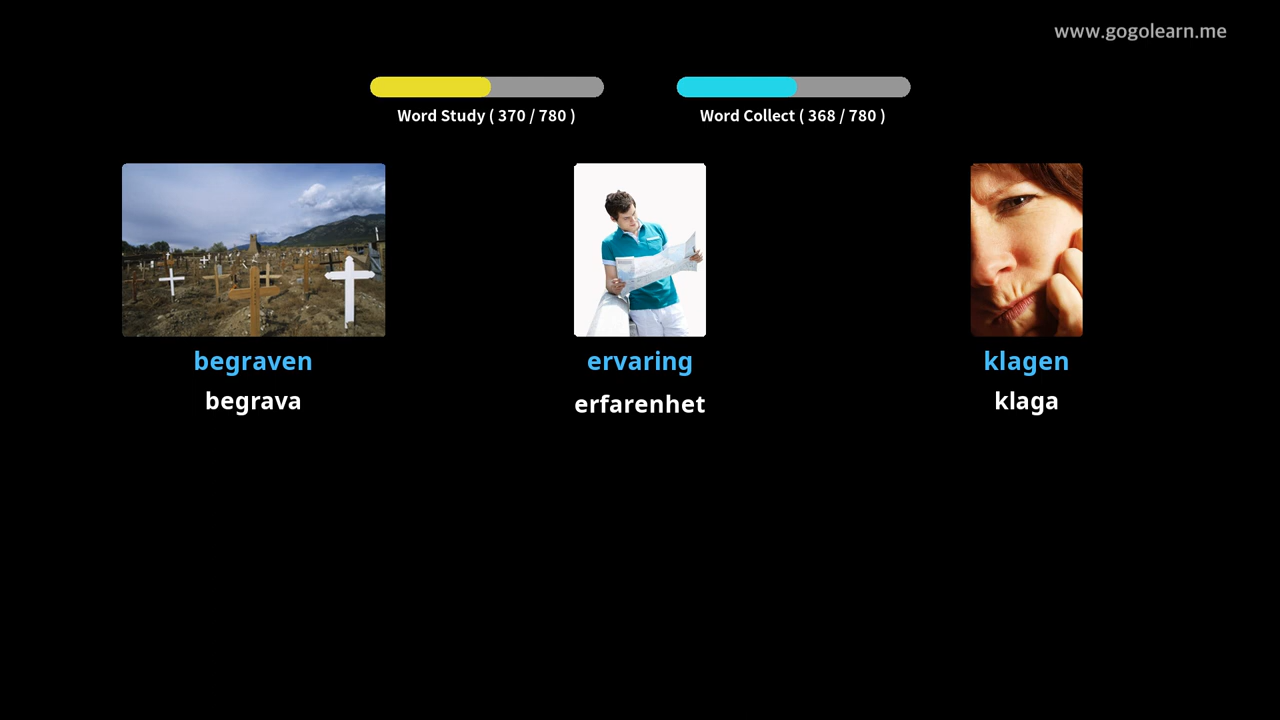 www.gogolearn.me
Word Study ( 370 / 780 )
Word Collect ( 368 / 780 )
begraven
begrava
ervaring
erfarenhet
klagen
klaga